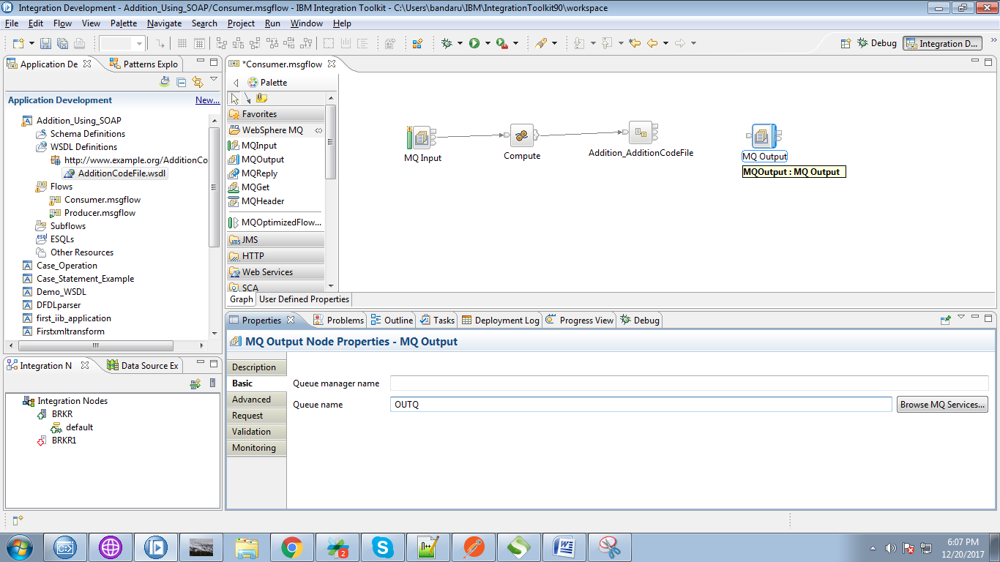 Integration Development - Addition_Using_SOAP/Consumer.msgflow - IBM Integration Toolkit - C:\Users\bandaru\IBM\IntegrationToolkit90\workspace
File Edit Flow View Palette Navigate Search Project Run Window Help
Debug Integration D...
Application De
Patterns Explo
Application Development New...
Addition_Using_SOAP
Schema Definitions
WSDL Definitions
http://www.example.org/AdditionCo
AdditionCodeFile.wsdl
Flows
Consumer.msgflow
Producer.msgflow
Subflows
esql ESQLs
Other Resources
Case_Operation
Case_Statement_Example
Demo_WSDL
DFDLparser
first_iib_application
Firstxmltransform
Integration N
Data Source Ex
Integration Nodes
BRKR
default
BRKR1
*Consumer.msgflow
Palette
Favorites
WebSphere MQ
MQInput
MQOutput
MQReply
MQGet
MQHeader
MQOptimizedFlow...
JMS
HTTP
Web Services
SCA
MQ Input
Compute
Addition_AdditionCodeFile
MQ Output
MQOutput : MQ Output
Graph User Defined Properties
Properties Problems Outline Tasks Deployment Log Progress View Debug
MQ Output Node Properties - MQ Output
Description
Basic
Advanced
Request
Validation
Monitoring
Queue manager name
Queue name OUTQ Browse MQ Services...
2
6:07 PM
12/20/2017